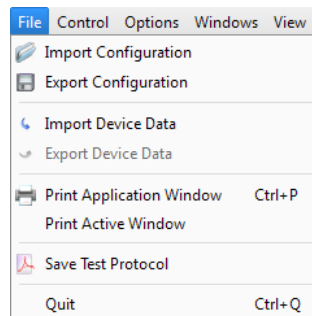 File Control Options Windows View
Import Configuration
Export Configuration
Import Device Data
Export Device Data
Print Application Window Ctrl+P
Print Active Window
Save Test Protocol
Quit Ctrl+Q